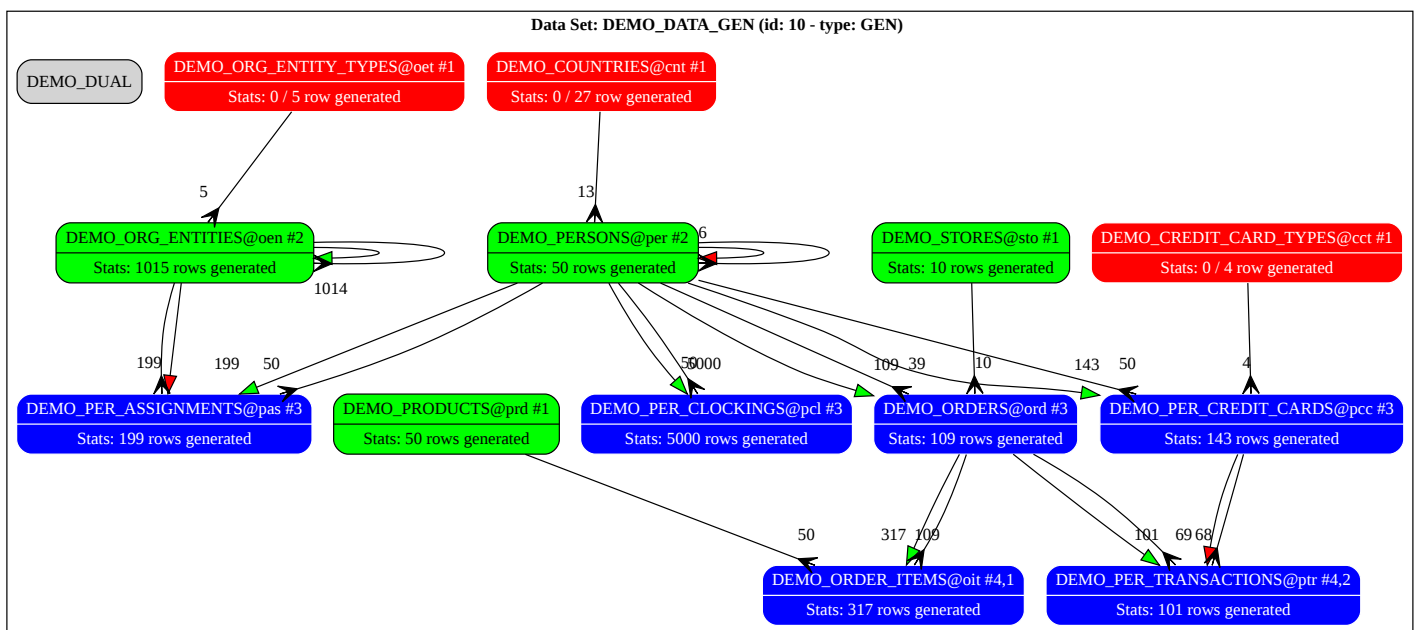 Data Set: DEMO_DATA_GEN (id: 10 - type: GEN)
DEMO_DUAL
DEMO_ORG_ENTITY_TYPES@oet #1
Stats: 0 / 5 row generated
DEMO_COUNTRIES@cnt #1
Stats: 0 / 27 row generated
5
13
DEMO_ORG_ENTITIES@oen #2
Stats: 1015 rows generated
1014
DEMO_PERSONS@per #2
Stats: 50 rows generated
6
DEMO_STORES@sto #1
Stats: 10 rows generated
DEMO_CREDIT_CARD_TYPES@cct #1
Stats: 0 / 4 row generated
199
199
50
50
5000
109
39
10
143
50
4
DEMO_PER_ASSIGNMENTS@pas #3
Stats: 199 rows generated
DEMO_PRODUCTS@prd #1
Stats: 50 rows generated
DEMO_PER_CLOCKINGS@pcl #3
Stats: 5000 rows generated
DEMO_ORDERS@ord #3
Stats: 109 rows generated
DEMO_PER_CREDIT_CARDS@pcc #3
Stats: 143 rows generated
50
317
109
101
69
68
DEMO_ORDER_ITEMS@oit #4,1
Stats: 317 rows generated
DEMO_PER_TRANSACTIONS@ptr #4,2
Stats: 101 rows generated